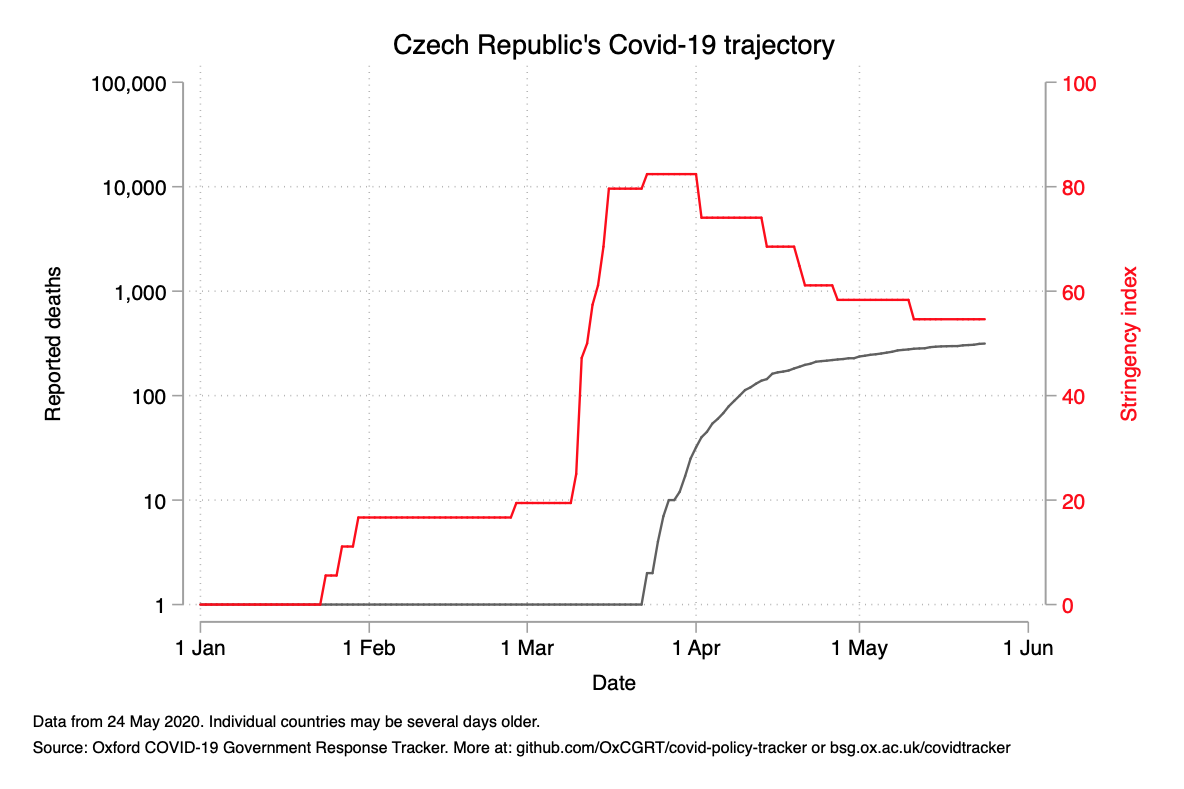 Czech Republic's Covid-19 trajectory
100,000
10,000
1,000
100
10
1
Reported deaths
100
80
60
40
20
0
Stringency index
1 Jan
1 Feb
1 Mar
1 Apr
1 May
1 Jun
Date
Data from 24 May 2020. Individual countries may be several days older.
Source: Oxford COVID-19 Government Response Tracker. More at: github.com/OxCGRT/covid-policy-tracker or bsg.ox.ac.uk/covidtracker